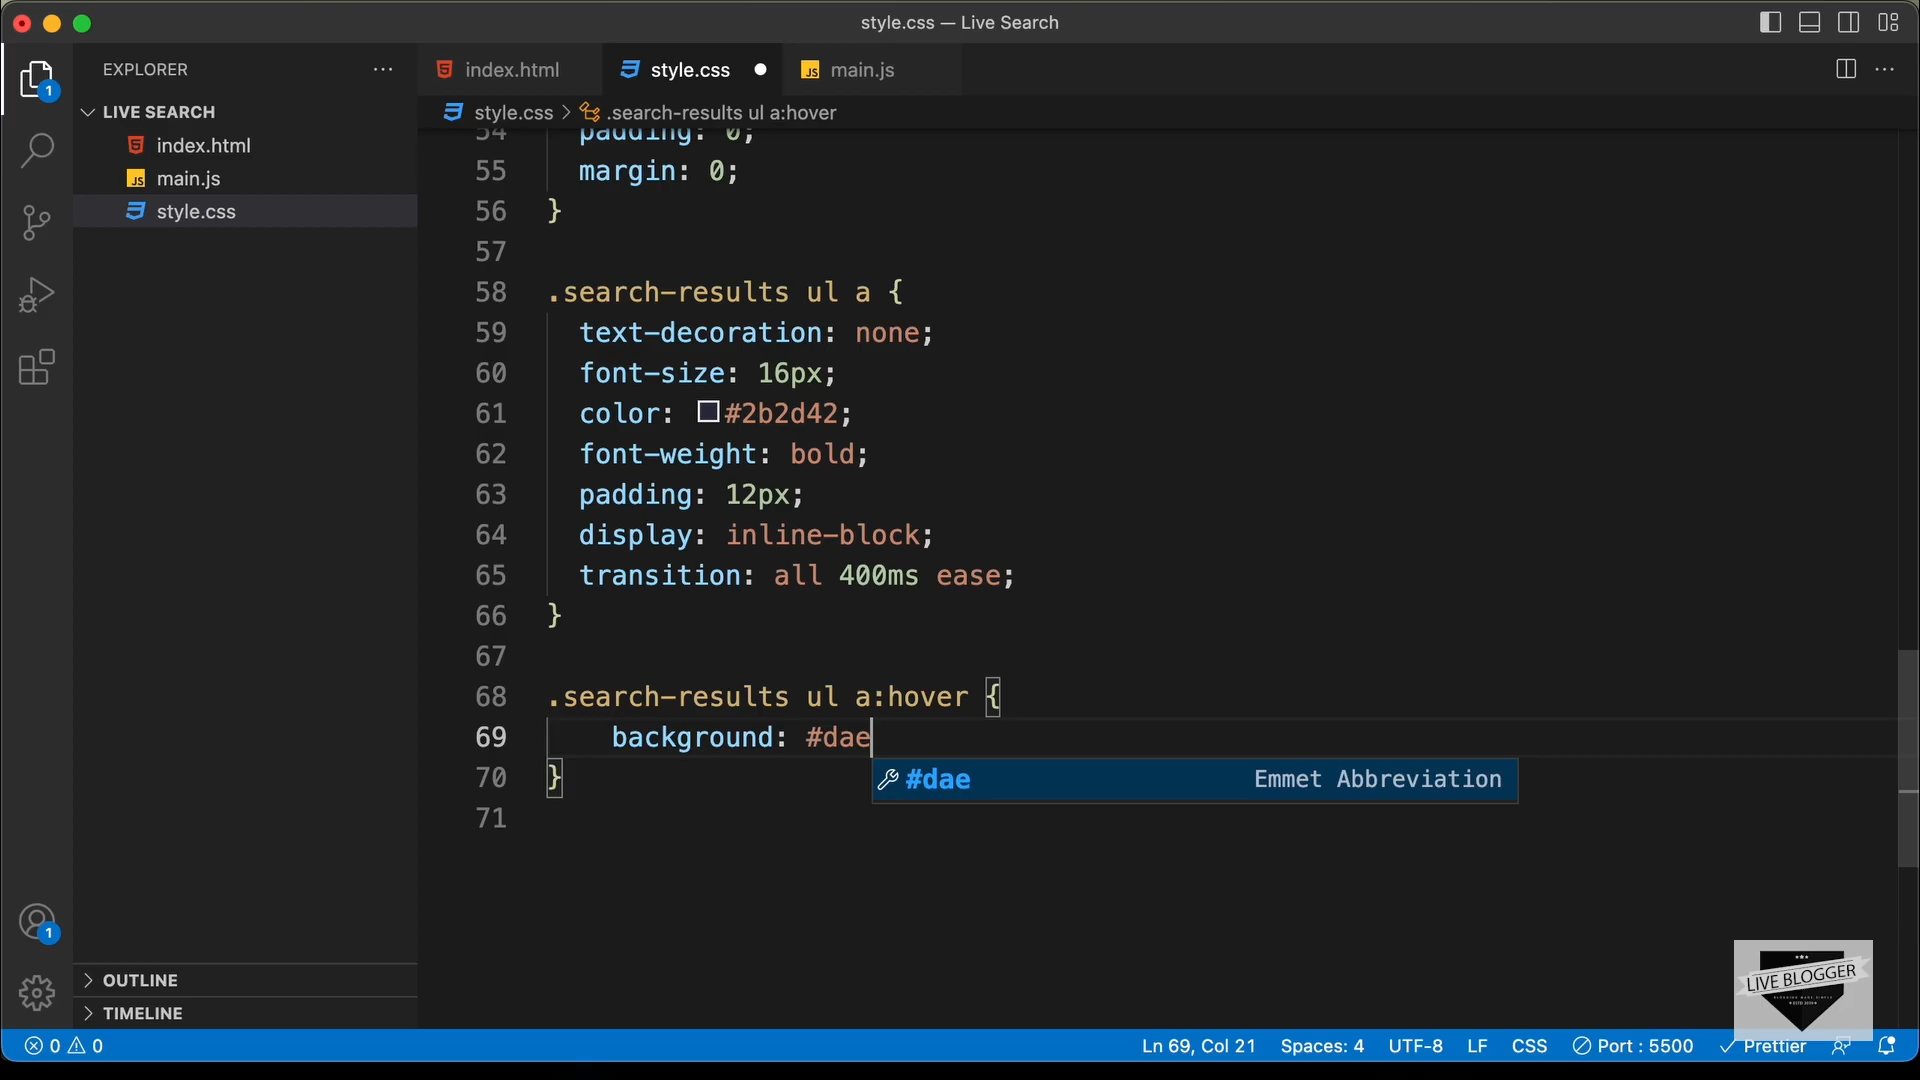 style.css — Live Search
EXPLORER
index.html
style.css
main.js
1
LIVE SEARCH
style.css
.search-results ul a:hover
index.html
main.js
style.css
54 padding: 0;
55 margin: 0;
56 }
57
58 .search-results ul a {
59 text-decoration: none;
60 font-size: 16px;
61 color: #2b2d42;
62 font-weight: bold;
63 padding: 12px;
64 display: inline-block;
65 transition: all 400ms ease;
66 }
67
68 .search-results ul a:hover {
69 background: #dae
70 }
#dae Emmet Abbreviation
71
1
OUTLINE
TIMELINE
LIVE BLOGGER
0 0 Ln 69, Col 21 Spaces: 4 UTF-8 LF CSS Port : 5500 Prettier